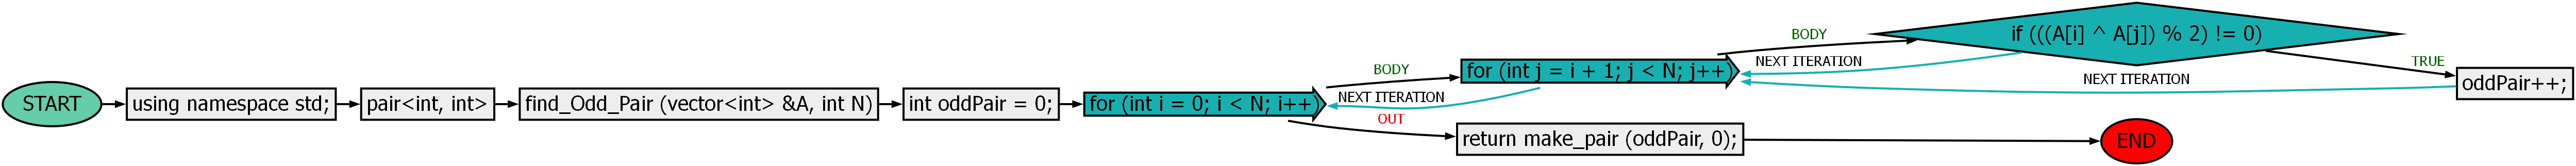 START
using namespace std;
pair<int, int>
find_Odd_Pair (vector<int> &A, int N)
int oddPair = 0;
for (int i = 0; i < N; i++)
BODY
NEXT ITERATION
OUT
for (int j = i + 1; j < N; j++)
BODY
NEXT ITERATION
if (((A[i] ^ A[j]) % 2) != 0)
TRUE
NEXT ITERATION
oddPair++;
return make_pair (oddPair, 0);
END